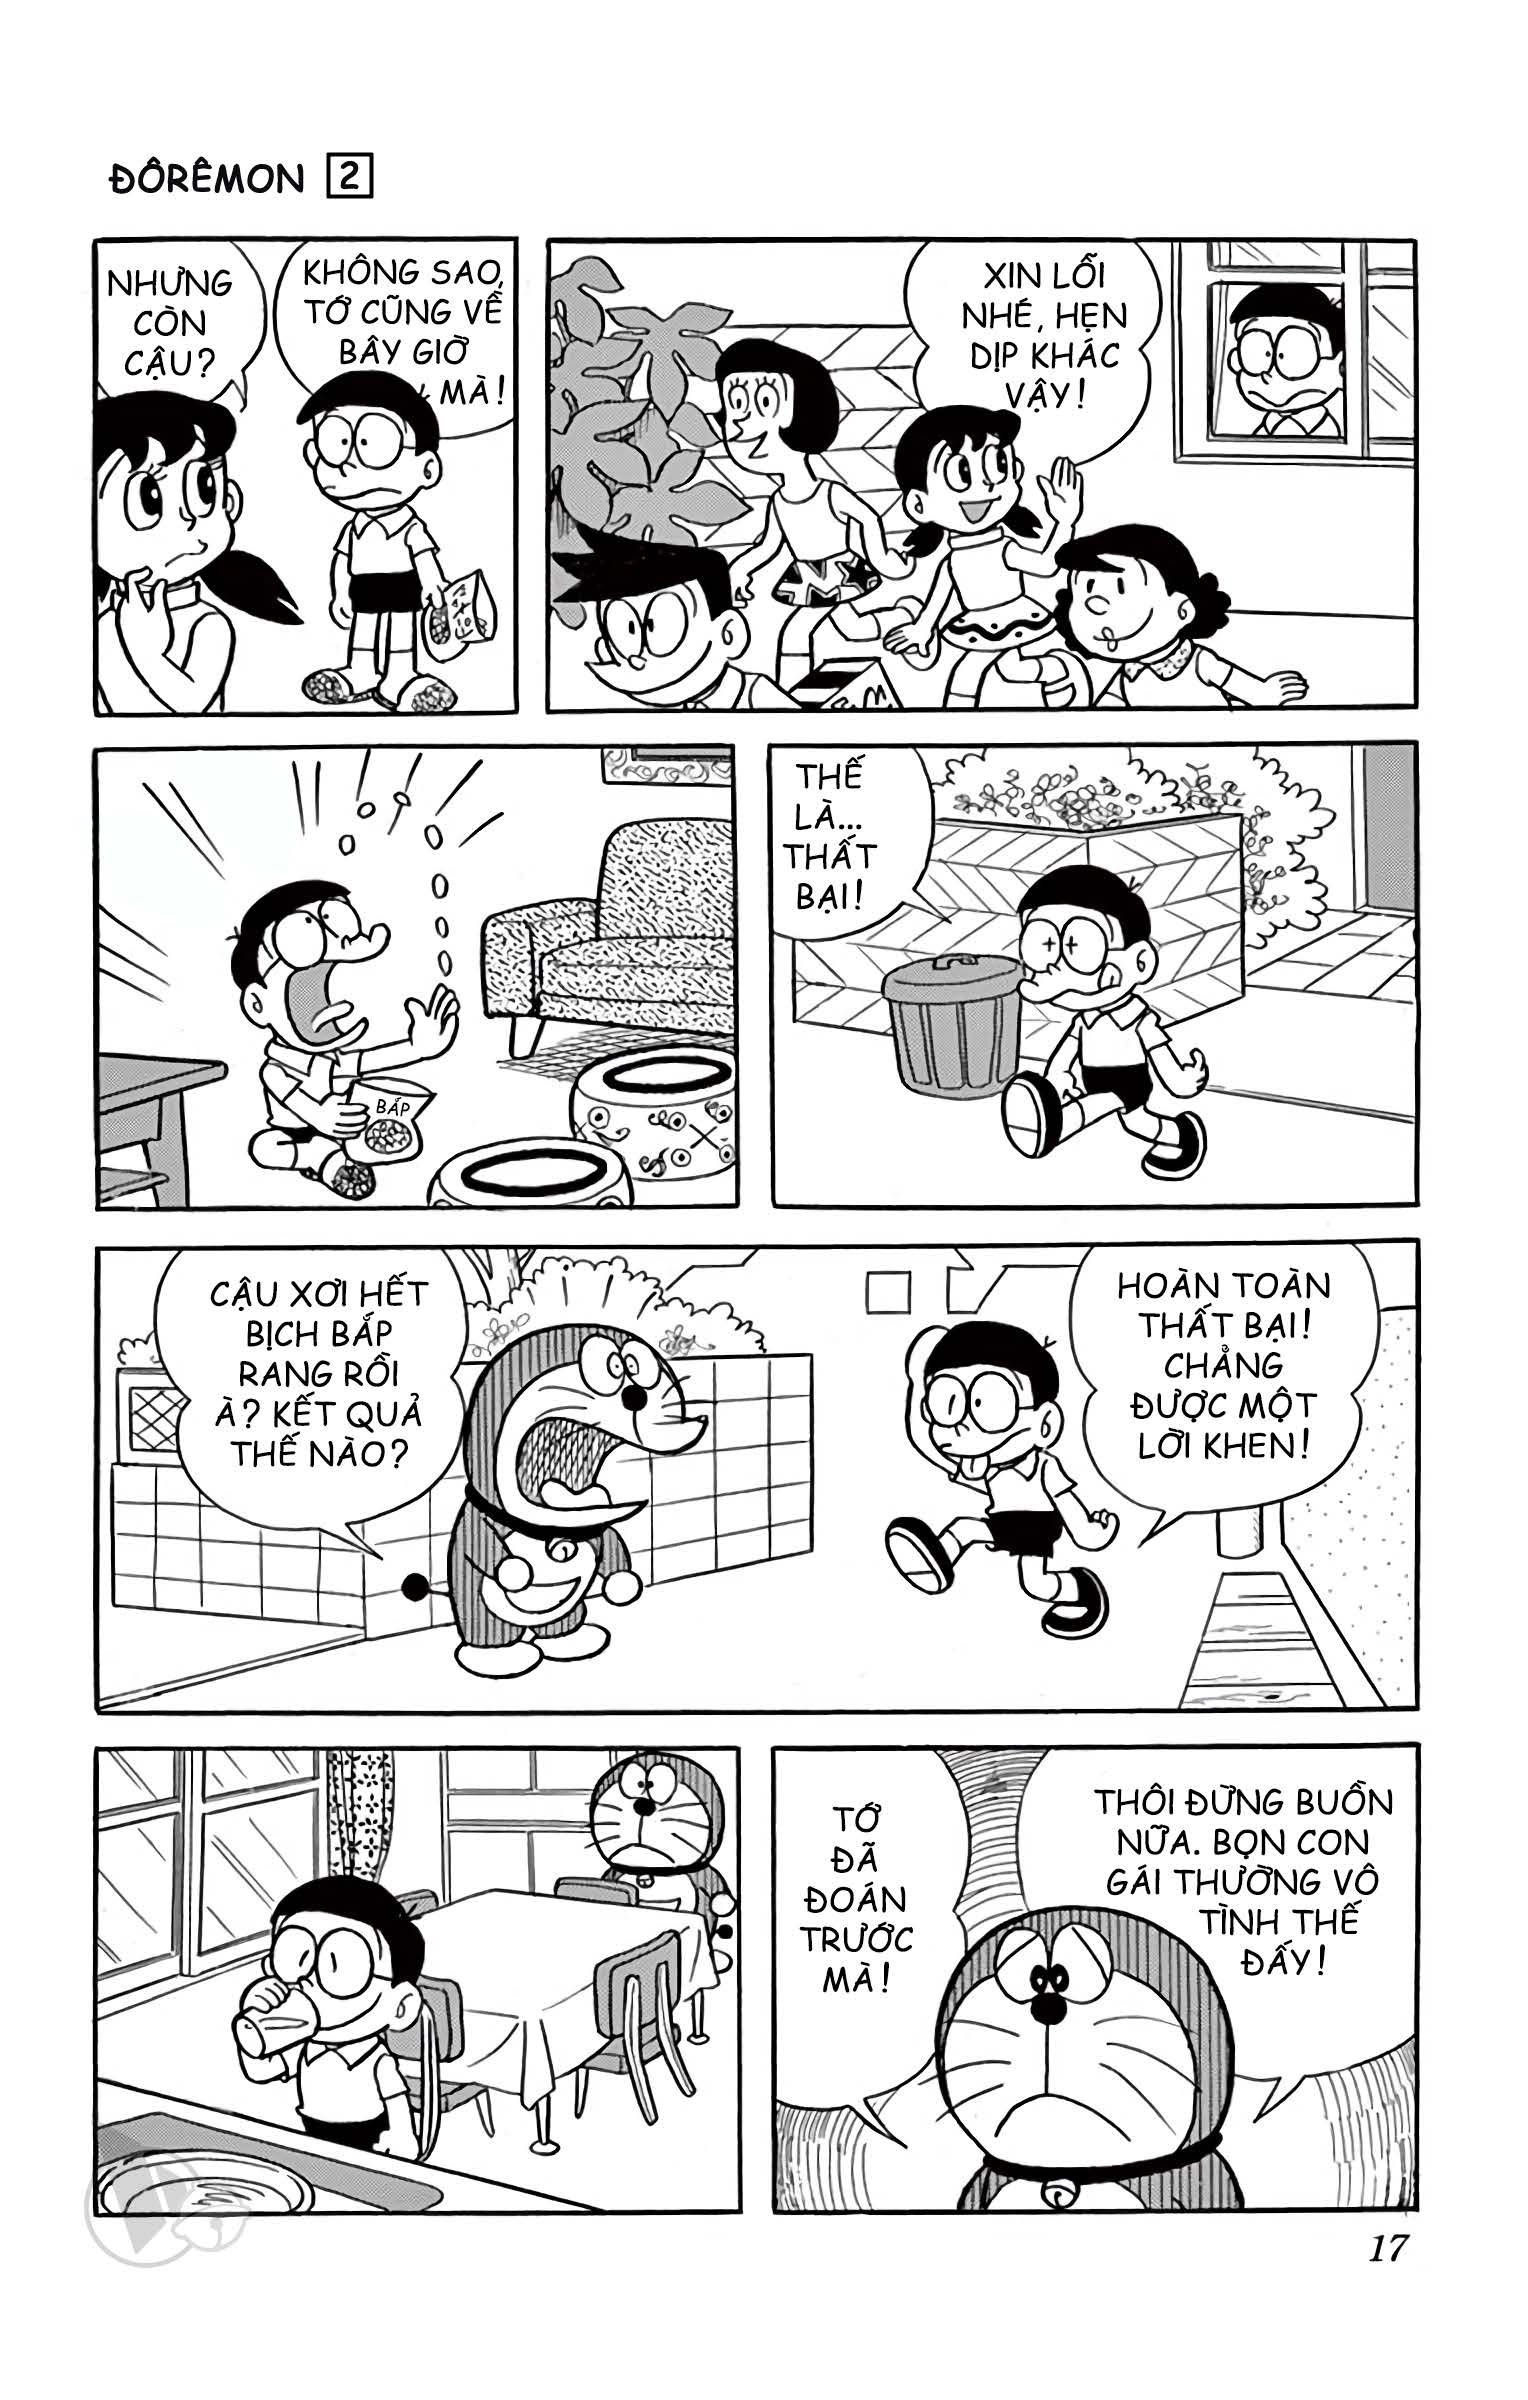 ĐÔRÊMON 2
NHƯNG
CÒN
CẬU?
KHÔNG SAO,
TỚ CŨNG VỀ
BÂY GIỜ
MÀ!
XIN LỖI
NHÉ, HẸN
DỊP KHÁC
VẬY!
BẮP
THẾ
LÀ...
THẤT
BẠI!
CẬU XƠI HẾT
BỊCH BẮP
RANG RỒI
À? KẾT QUẢ
THẾ NÀO?
HOÀN TOÀN
THẤT BẠI!
CHẲNG
ĐƯỢC MỘT
LỜI KHEN!
TỚ
ĐÃ
ĐOÁN
TRƯỚC
MÀ!
THÔI ĐỪNG BUỒN
NỮA. BỌN CON
GÁI THƯỜNG VÔ
TÌNH THẾ
ĐẤY!
17